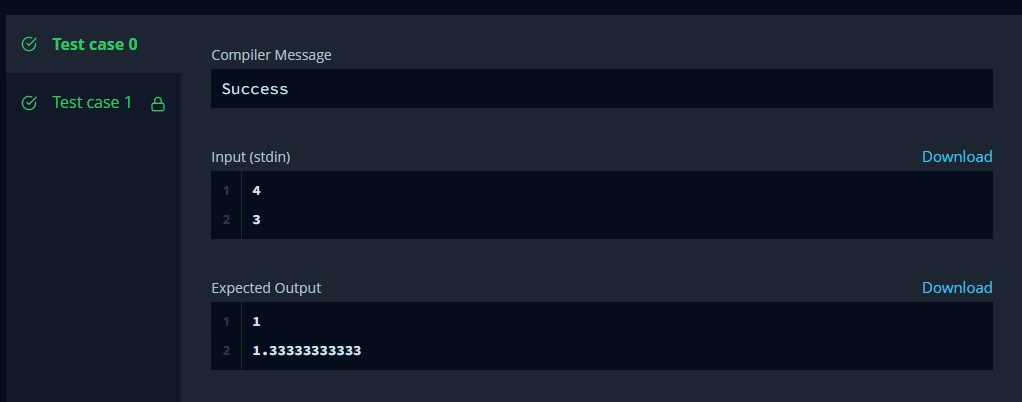 Test case 0
Test case 1
Compiler Message
Success
Input (stdin)
Download
1 4
2 3
Expected Output
Download
1 1
2 1.33333333333